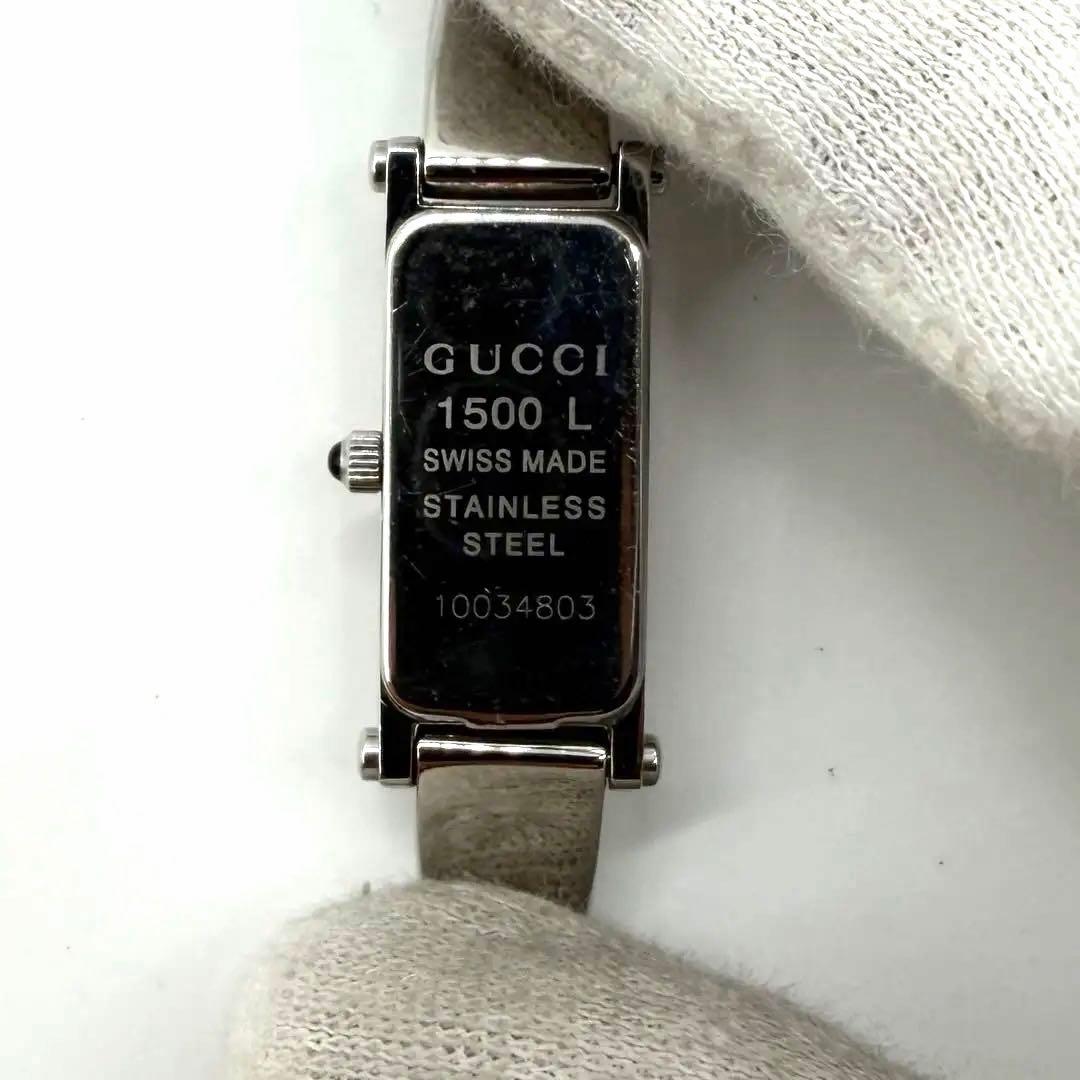 GUCCI
1500 L
SWISS MADE
STAINLESS
STEEL
10034803